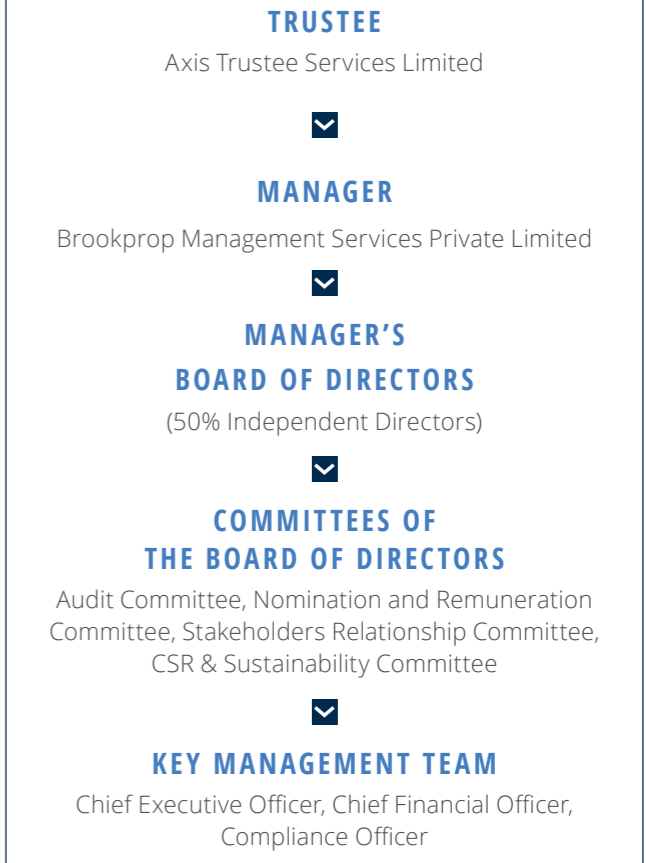 TRUSTEE
Axis Trustee Services Limited
MANAGER
Brookprop Management Services Private Limited
MANAGER’S
BOARD OF DIRECTORS
(50% Independent Directors)
COMMITTEES OF
THE BOARD OF DIRECTORS
Audit Committee, Nomination and Remuneration
Committee, Stakeholders Relationship Committee,
CSR & Sustainability Committee
KEY MANAGEMENT TEAM
Chief Executive Officer, Chief Financial Officer,
Compliance Officer